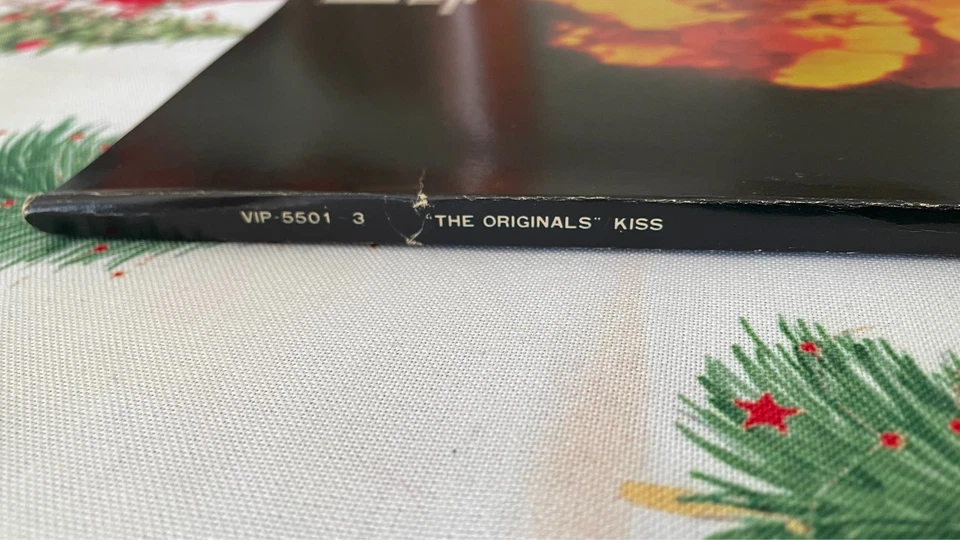 VIP-5501 3 "THE ORIGINALS" KISS